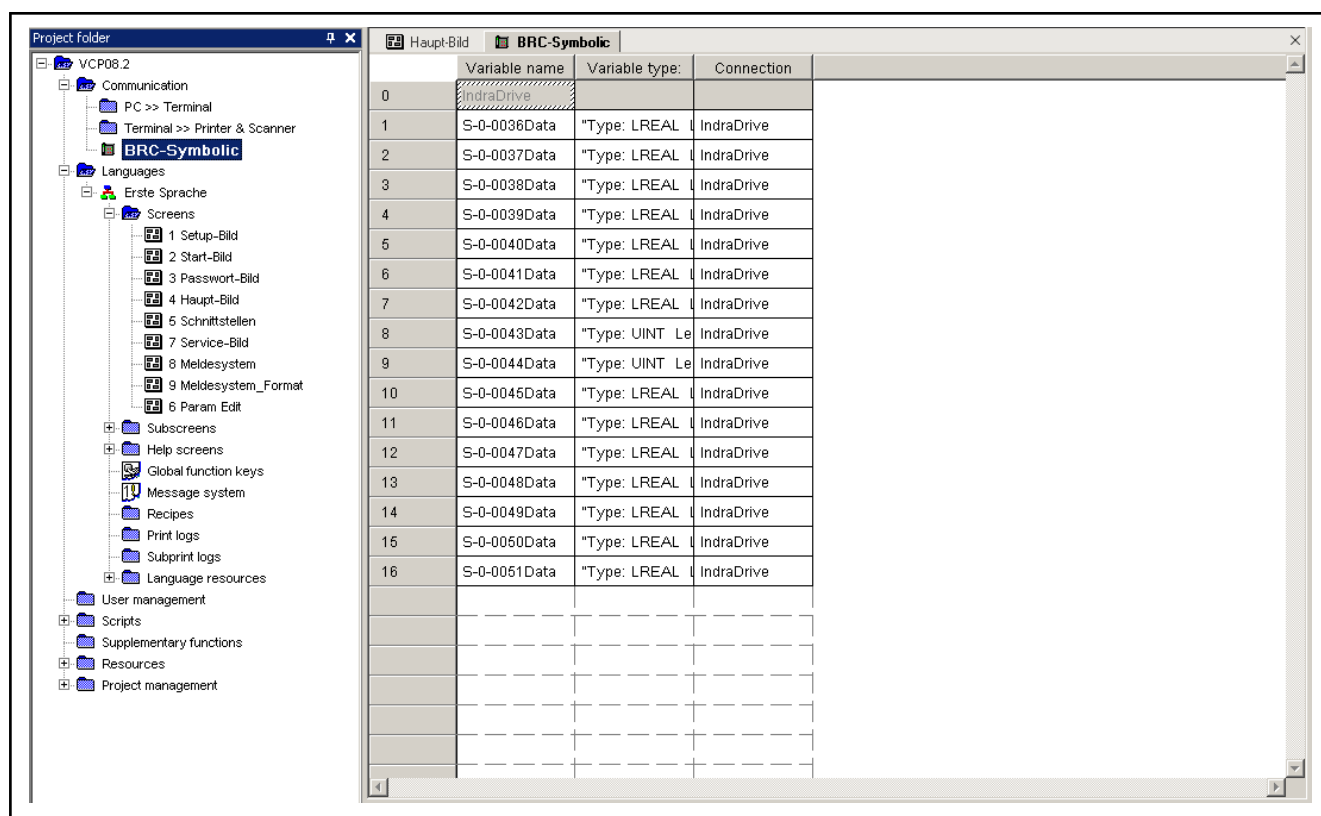 Project folder
VCP08.2
Communication
PC >> Terminal
Terminal >> Printer & Scanner
BRC-Symbolic
Languages
Erste Sprache
Screens
1 Setup-Bild
2 Start-Bild
3 Passwort-Bild
4 Haupt-Bild
5 Schnittstellen
7 Service-Bild
8 Meldesystem
9 Meldesystem_Format
6 Param Edit
Subscreens
Help screens
Global function keys
Message system
Recipes
Print logs
Subprint logs
Language resources
User management
Scripts
Supplementary functions
Resources
Project management
Haupt-Bild BRC-Symbolic
Variable name Variable type: Connection
0 IndraDrive
1 S-0-0036Data "Type: LREAL L IndraDrive
2 S-0-0037Data "Type: LREAL L IndraDrive
3 S-0-0038Data "Type: LREAL L IndraDrive
4 S-0-0039Data "Type: LREAL L IndraDrive
5 S-0-0040Data "Type: LREAL L IndraDrive
6 S-0-0041Data "Type: LREAL L IndraDrive
7 S-0-0042Data "Type: LREAL L IndraDrive
8 S-0-0043Data "Type: UINT Le IndraDrive
9 S-0-0044Data "Type: UINT Le IndraDrive
10 S-0-0045Data "Type: LREAL L IndraDrive
11 S-0-0046Data "Type: LREAL L IndraDrive
12 S-0-0047Data "Type: LREAL L IndraDrive
13 S-0-0048Data "Type: LREAL L IndraDrive
14 S-0-0049Data "Type: LREAL L IndraDrive
15 S-0-0050Data "Type: LREAL L IndraDrive
16 S-0-0051Data "Type: LREAL L IndraDrive